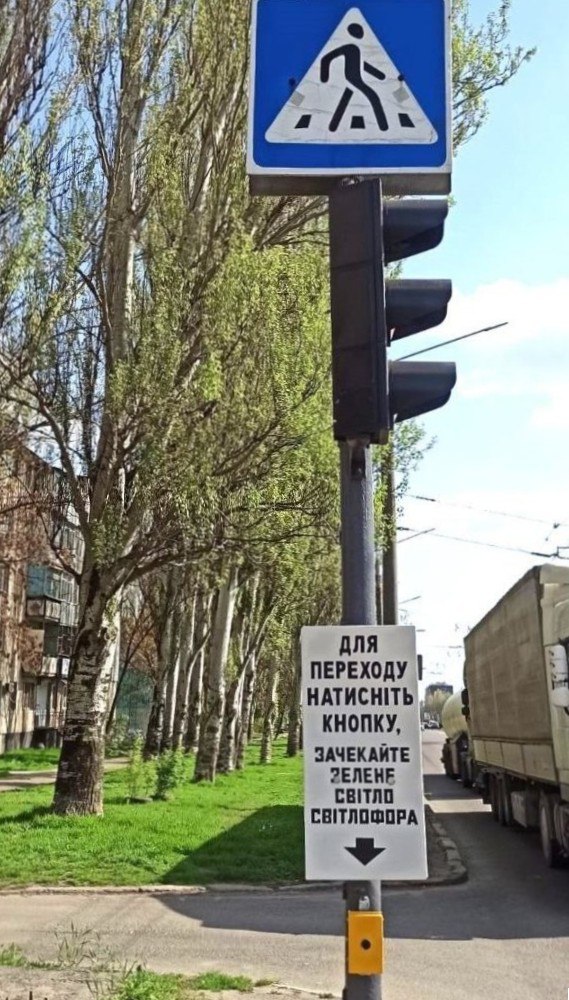 ДЛЯ
ПЕРЕХОДУ
НАТИСНІТЬ
КНОПКУ,
ЗАЧЕКАЙТЕ
ЗЕЛЕНЕ
СВІТЛО
СВІТЛОФОРА